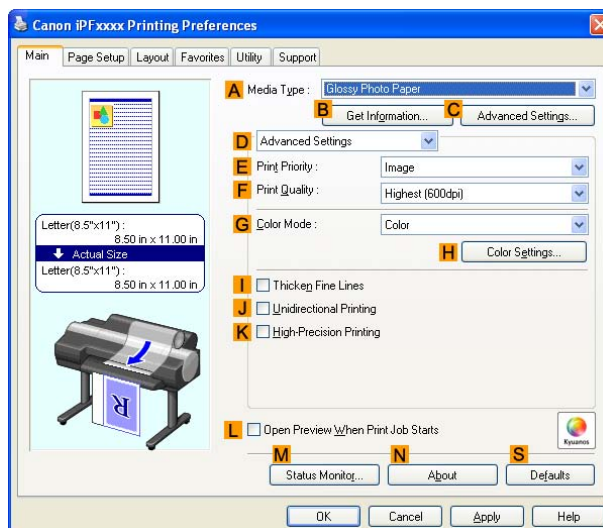 Canon iPFxxxx Printing Preferences
Main Page Setup Layout Favorites Utility Support
A Media Type : Glossy Photo Paper
B Get Information... C Advanced Settings...
D Advanced Settings
E Print Priority : Image
F Print Quality : Highest (600dpi)
G Color Mode : Color
H Color Settings...
Letter(8.5"x11") :
8.50 in x 11.00 in
Actual Size
Letter(8.5"x11") :
8.50 in x 11.00 in
R
I Thicken Fine Lines
J Unidirectional Printing
K High-Precision Printing
L Open Preview When Print Job Starts
Kyuanos
M Status Monitor... N About S Defaults
OK Cancel Apply Help